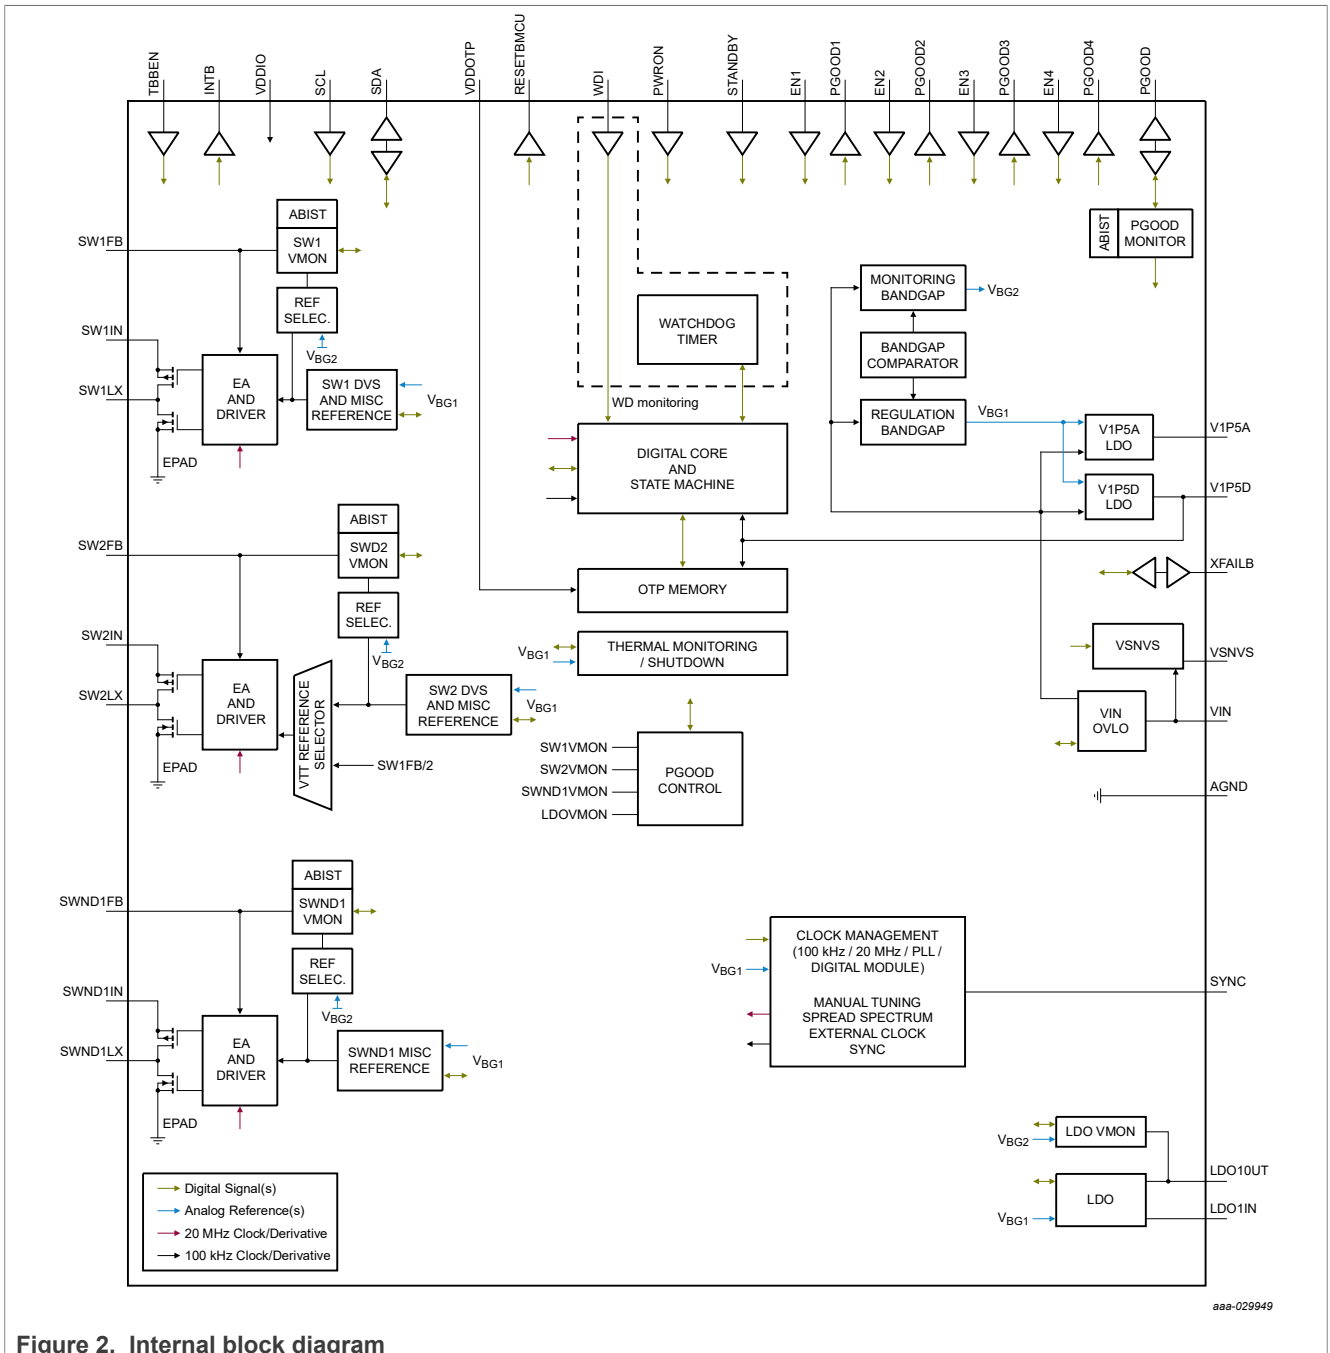 TBBEN
INTB
VDDIO
SCL
SDA
VDDOTP
RESETBMCU
WDI
PWRON
STANDBY
EN1
PGOOD1
EN2
PGOOD2
EN3
PGOOD3
EN4
PGOOD4
PGOOD
ABIST
PGOOD
MONITOR
SW1FB
ABIST
SW1
VMON
REF
SELEC.
VBG2
SW1IN
SW1LX
EA
AND
DRIVER
SW1 DVS
AND MISC
REFERENCE
VBG1
EPAD
WATCHDOG
TIMER
WD monitoring
DIGITAL CORE
AND
STATE MACHINE
OTP MEMORY
VBG1
THERMAL MONITORING
/ SHUTDOWN
SW1VMON
SW2VMON
SWND1VMON
LDOVMON
PGOOD
CONTROL
MONITORING
BANDGAP
VBG2
BANDGAP
COMPARATOR
REGULATION
BANDGAP
VBG1
V1P5A
LDO
V1P5A
V1P5D
LDO
V1P5D
XFAILB
VSNVS
VSNVS
VIN
OVLO
VIN
AGND
SW2FB
ABIST
SWD2
VMON
REF
SELEC.
VBG2
SW2IN
SW2LX
EA
AND
DRIVER
VTT REFERENCE
SELECTOR
SW2 DVS
AND MISC
REFERENCE
VBG1
SW1FB/2
EPAD
SWND1FB
ABIST
SWND1
VMON
REF
SELEC.
VBG2
SWND1IN
SWND1LX
EA
AND
DRIVER
SWND1 MISC
REFERENCE
VBG1
EPAD
VBG1
CLOCK MANAGEMENT
(100 kHz / 20 MHz / PLL /
DIGITAL MODULE)
MANUAL TUNING
SPREAD SPECTRUM
EXTERNAL CLOCK
SYNC
SYNC
VBG2
LDO VMON
VBG1
LDO
LDO10UT
LDO1IN
Digital Signal(s)
Analog Reference(s)
20 MHz Clock/Derivative
100 kHz Clock/Derivative
aaa-029949
Figure 2. Internal block diagram